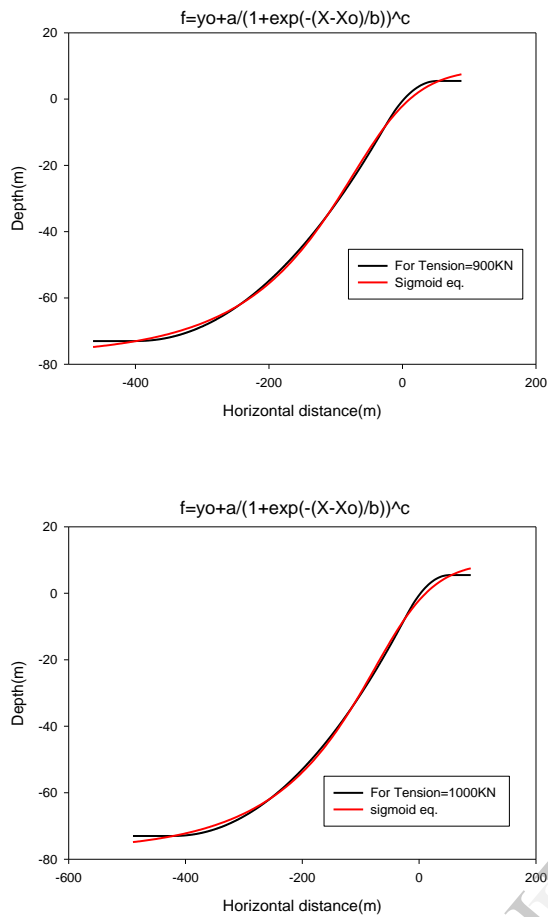 f=yo+a/(1+exp(-(X-Xo)/b))^c
20
0
-20
-40
-60
-80
Depth(m)
For Tension=900KN
Sigmoid eq.
-400
-200
0
200
Horizontal distance(m)
f=yo+a/(1+exp(-(X-Xo)/b))^c
20
0
-20
-40
-60
-80
Depth(m)
For Tension=1000KN
sigmoid eq.
-600
-400
-200
0
200
Horizontal distance(m)